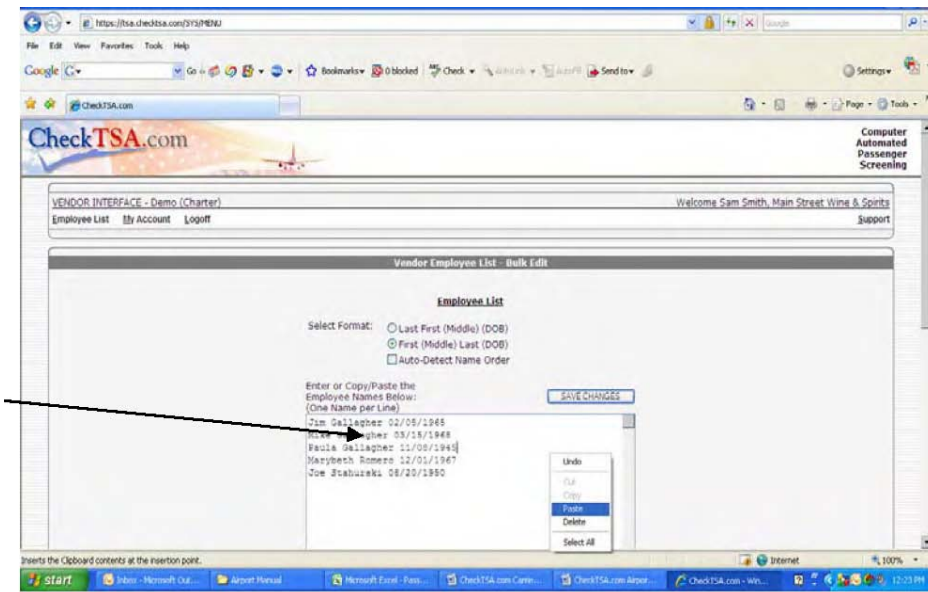 https://tsa.checktsa.com/SYS/MENU
File Edit View Favorites Tools Help
Google Go Bookmarks 0 blocked Check AutoLink AutoFill Send to Settings
CheckTSA.com Page Tools
CheckTSA.com
Computer
Automated
Passenger
Screening
VENDOR INTERFACE - Demo (Charter) Welcome Sam Smith, Main Street Wine & Spirits
Employee List My Account Logoff Support
Vendor Employee List - Bulk Edit
Employee List
Select Format: Last First (Middle) (DOB)
First (Middle) Last (DOB)
Auto-Detect Name Order
Enter or Copy/Paste the
Employee Names Below: SAVE CHANGES
(One Name per Line)
Jim Gallagher 02/05/1965
Mike Gallagher 03/15/1968
Paula Gallagher 11/08/1945
Marybeth Romero 12/01/1967
Joe Stahurski 08/20/1950
Undo
Cut
Copy
Paste
Delete
Select All
Inserts the Clipboard contents at the insertion point. Internet 100%
start Inbox - Microsoft Out... Airport Manual Microsoft Excel - Pass... CheckTSA.com Carrie... CheckTSA.com Airpor... CheckTSA.com - Win... 12:23 PM